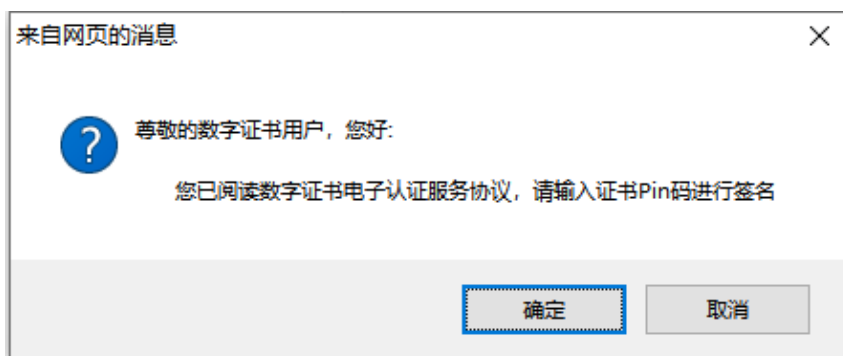 来自网页的消息
尊敬的数字证书用户，您好:
您已阅读数字证书电子认证服务协议，请输入证书Pin码进行签名
确定
取消